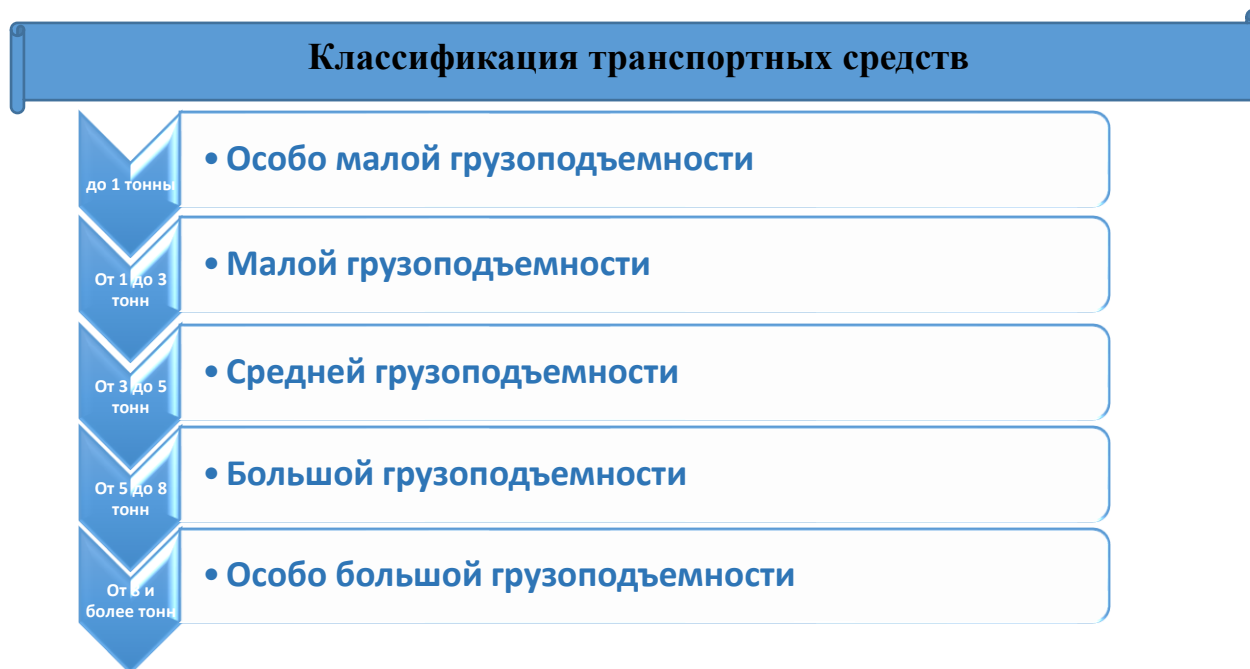 Классификация транспортных средств
до 1 тонны
• Особо малой грузоподъемности
От 1 до 3
тонн
• Малой грузоподъемности
От 3 до 5
тонн
• Средней грузоподъемности
От 5 до 8
тонн
• Большой грузоподъемности
От 8 и
более тонн
• Особо большой грузоподъемности